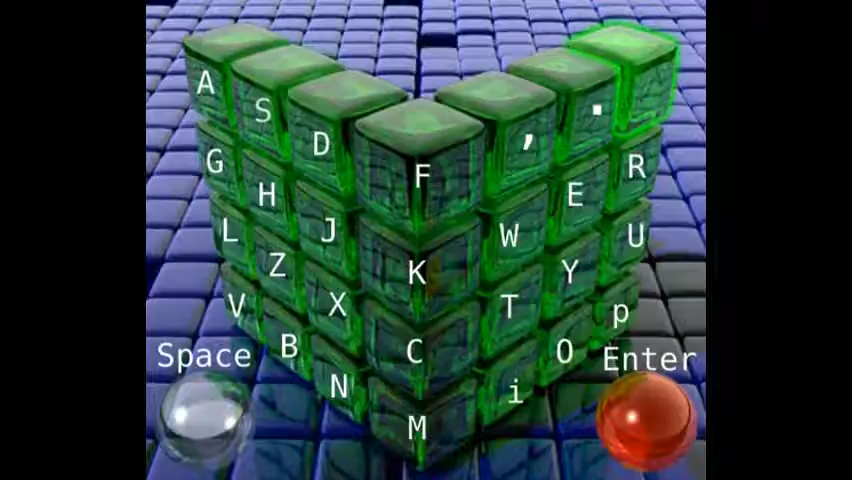 A S D F , .
G H J K W E R
L Z X C T Y U
V B N M i O p
Space Enter